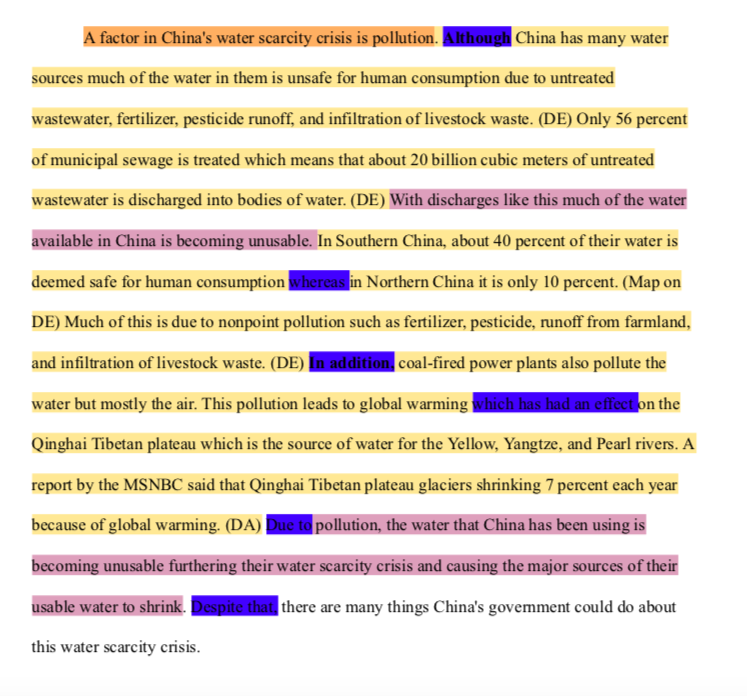 A factor in China's water scarcity crisis is pollution. Although China has many water
sources much of the water in them is unsafe for human consumption due to untreated
wastewater, fertilizer, pesticide runoff, and infiltration of livestock waste. (DE) Only 56 percent
of municipal sewage is treated which means that about 20 billion cubic meters of untreated
wastewater is discharged into bodies of water. (DE) With discharges like this much of the water
available in China is becoming unusable. In Southern China, about 40 percent of their water is
deemed safe for human consumption whereas in Northern China it is only 10 percent. (Map on
DE) Much of this is due to nonpoint pollution such as fertilizer, pesticide, runoff from farmland,
and infiltration of livestock waste. (DE) In addition, coal-fired power plants also pollute the
water but mostly the air. This pollution leads to global warming which has had an effect on the
Qinghai Tibetan plateau which is the source of water for the Yellow, Yangtze, and Pearl rivers. A
report by the MSNBC said that Qinghai Tibetan plateau glaciers shrinking 7 percent each year
because of global warming. (DA) Due to pollution, the water that China has been using is
becoming unusable furthering their water scarcity crisis and causing the major sources of their
usable water to shrink. Despite that, there are many things China's government could do about
this water scarcity crisis.